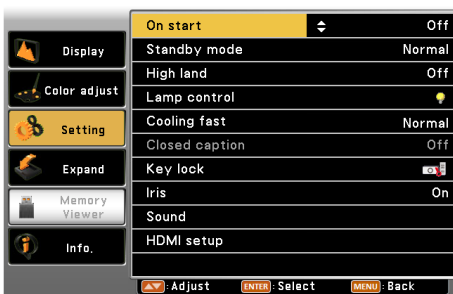 Display
Color adjust
Setting
Expand
Memory
Viewer
Info.
On start Off
Standby mode Normal
High land Off
Lamp control
Cooling fast Normal
Closed caption Off
Key lock
Iris On
Sound
HDMI setup
:Adjust ENTER:Select MENU:Back